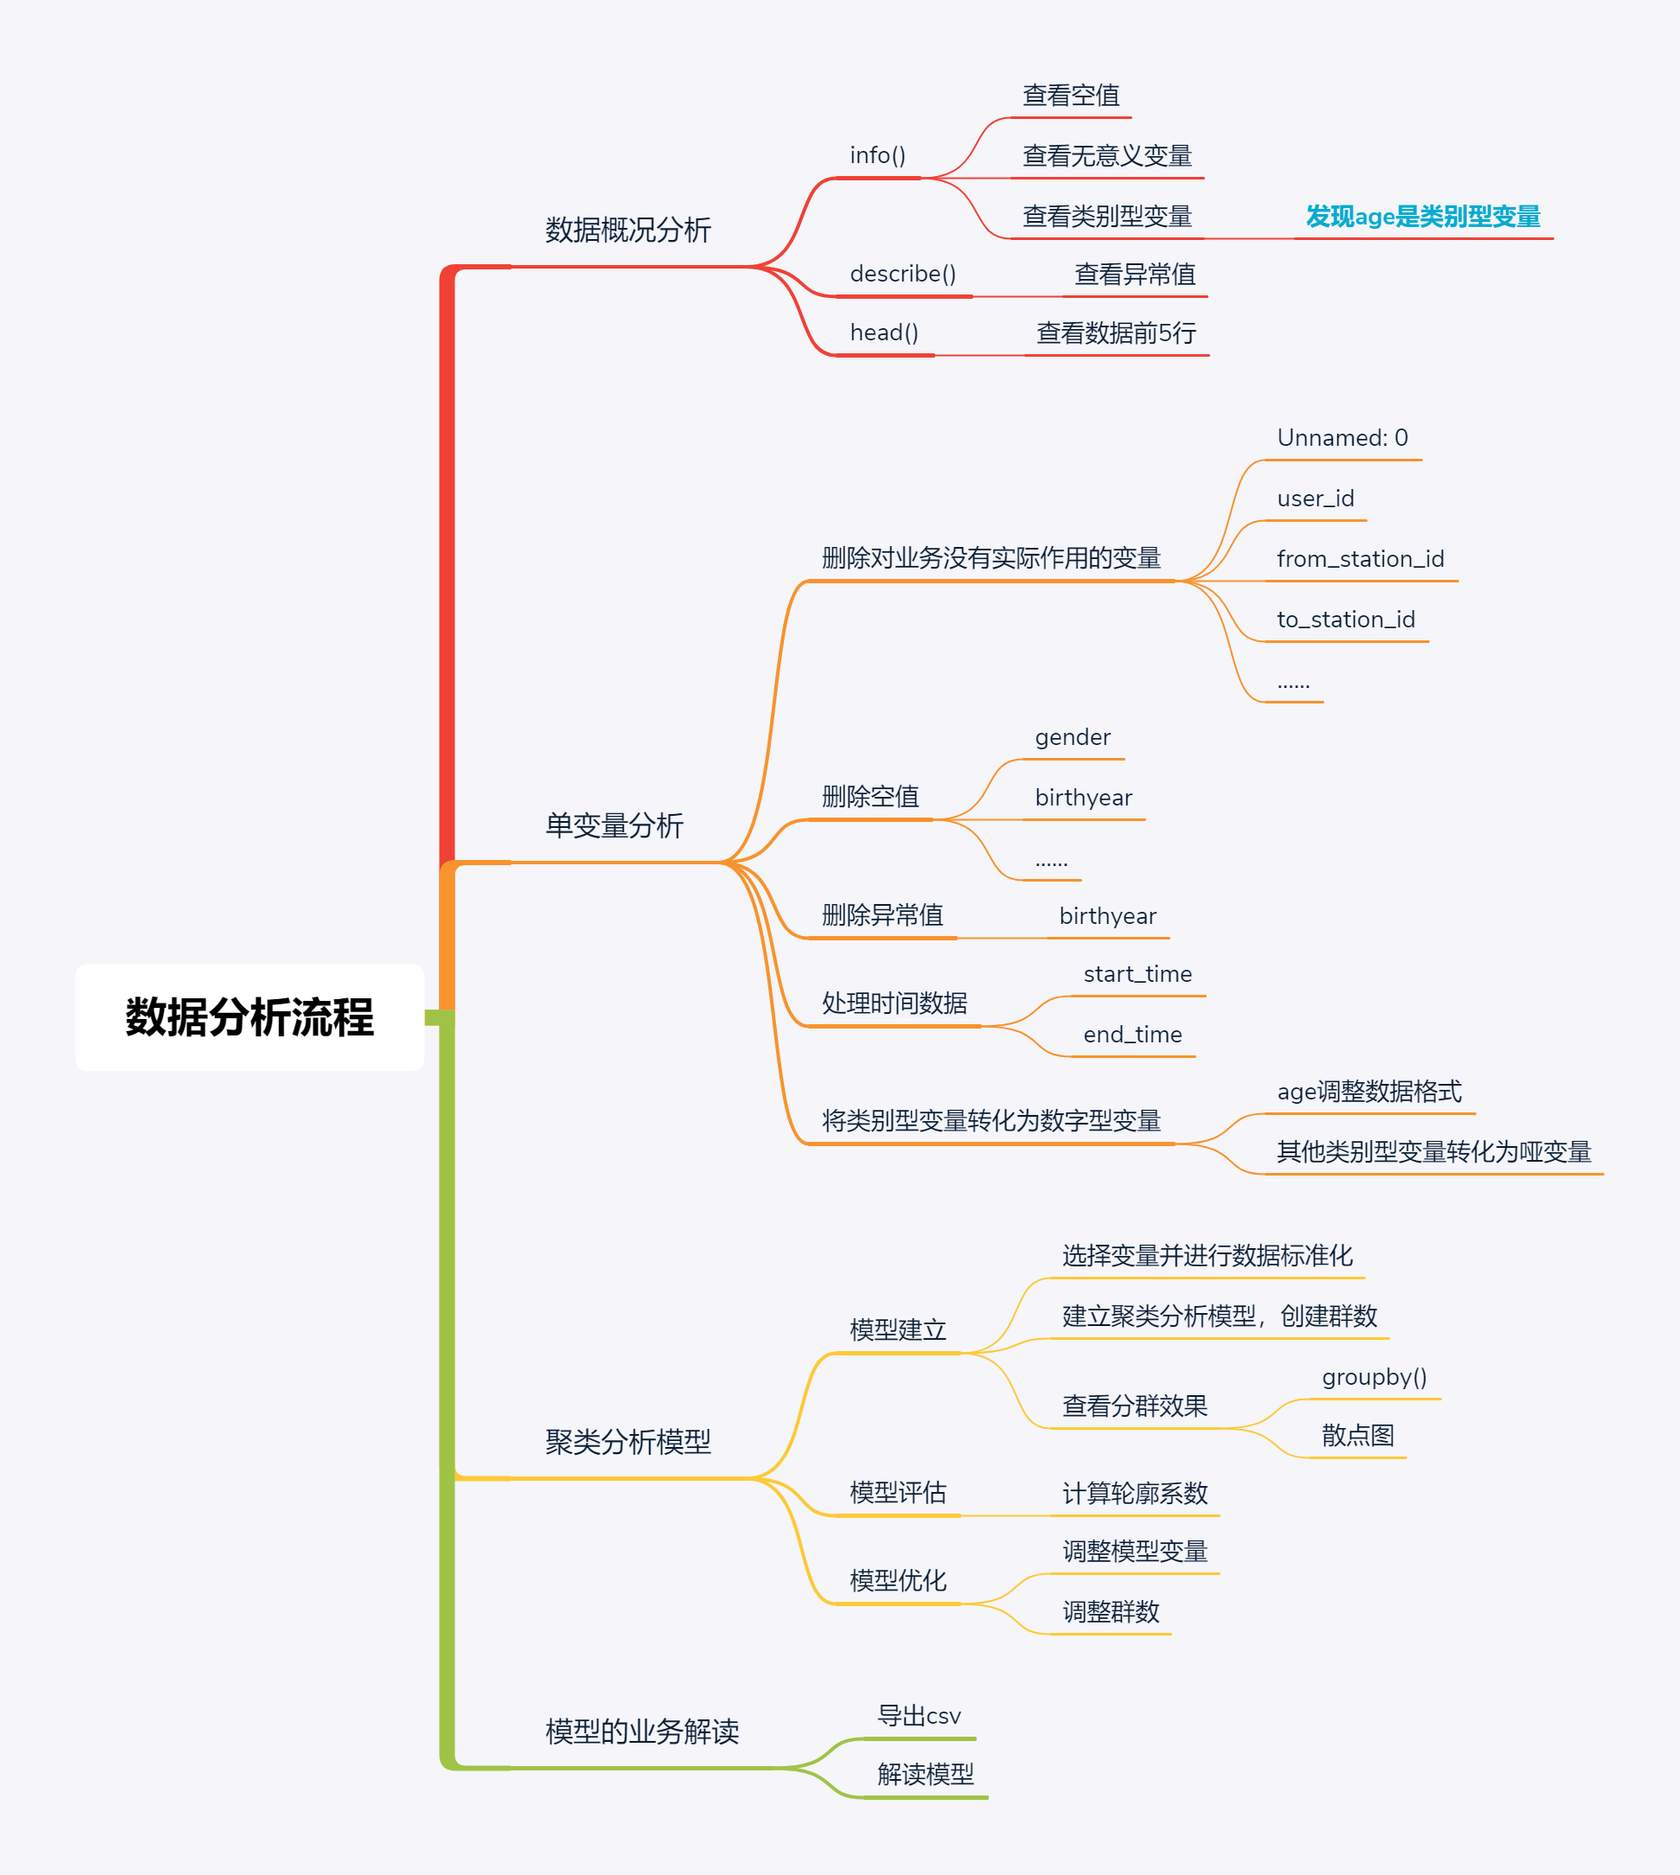 数据分析流程
数据概况分析
info()
查看空值
查看无意义变量
查看类别型变量
发现age是类别型变量
describe()
查看异常值
head()
查看数据前5行
单变量分析
删除对业务没有实际作用的变量
Unnamed: 0
user_id
from_station_id
to_station_id
......
删除空值
gender
birthyear
......
删除异常值
birthyear
处理时间数据
start_time
end_time
将类别型变量转化为数字型变量
age调整数据格式
其他类别型变量转化为哑变量
聚类分析模型
模型建立
选择变量并进行数据标准化
建立聚类分析模型，创建群数
查看分群效果
groupby()
散点图
模型评估
计算轮廓系数
模型优化
调整模型变量
调整群数
模型的业务解读
导出csv
解读模型